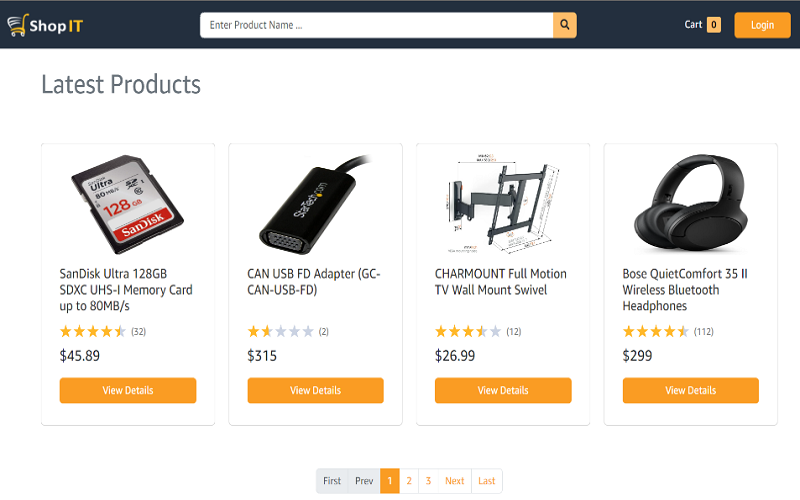 ShopIT
Enter Product Name ...
Cart 0
Login
Latest Products
Ultra
80 MB/s
128 GB
SanDisk
StarTech.com
SanDisk Ultra 128GB
SDXC UHS-I Memory Card
up to 80MB/s
(32)
$45.89
View Details
CAN USB FD Adapter (GC-
CAN-USB-FD)
(2)
$315
View Details
CHARMOUNT Full Motion
TV Wall Mount Swivel
(12)
$26.99
View Details
Bose QuietComfort 35 II
Wireless Bluetooth
Headphones
(112)
$299
View Details
First Prev 1 2 3 Next Last